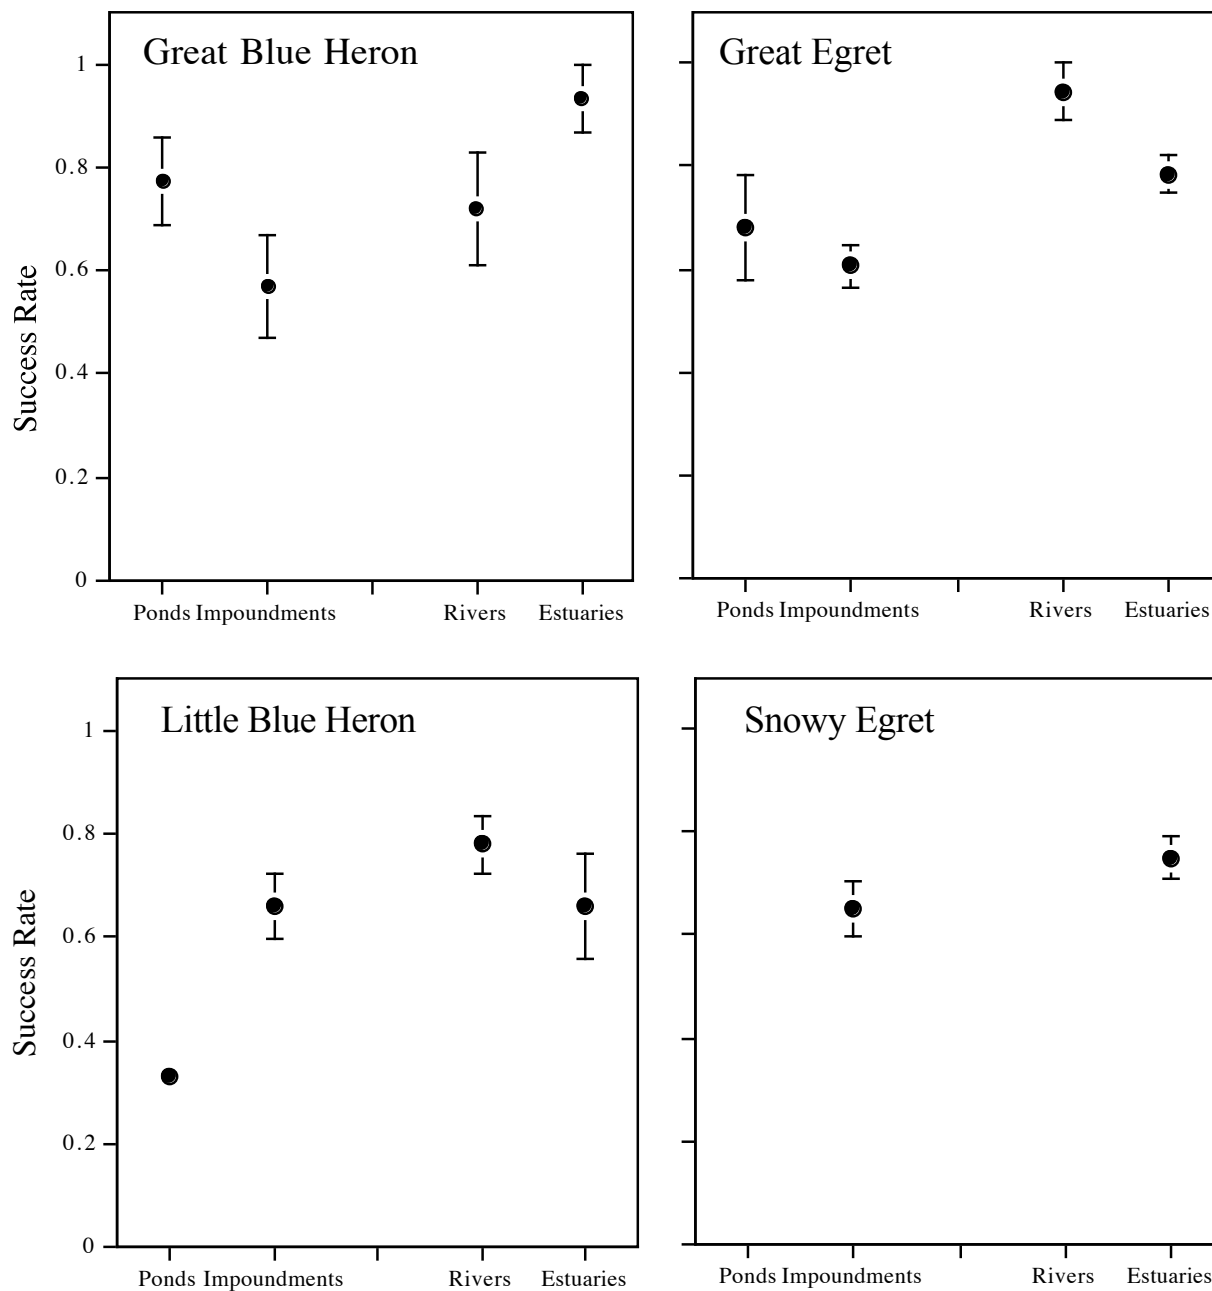 Great Blue Heron
Great Egret
1
0.8
0.6
0.4
0.2
0
Success Rate
Ponds Impoundments Rivers Estuaries
Ponds Impoundments Rivers Estuaries
Little Blue Heron
Snowy Egret
1
0.8
0.6
0.4
0.2
0
Success Rate
Ponds Impoundments Rivers Estuaries
Ponds Impoundments Rivers Estuaries